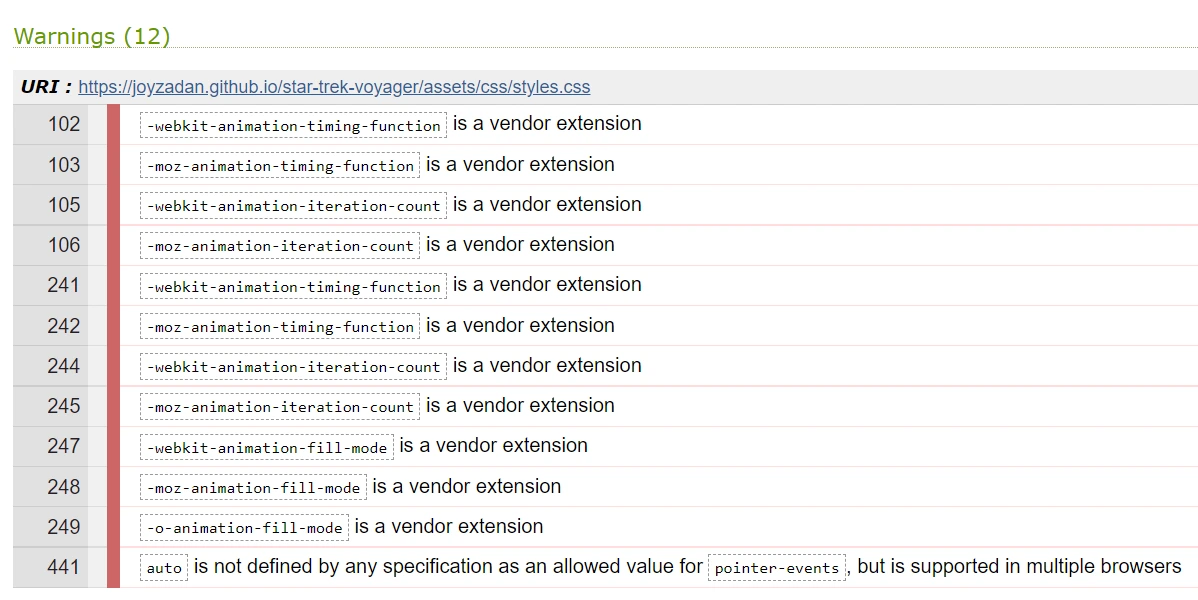 Warnings (12)
URI : https://joyzadan.github.io/star-trek-voyager/assets/css/styles.css
102 -webkit-animation-timing-function is a vendor extension
103 -moz-animation-timing-function is a vendor extension
105 -webkit-animation-iteration-count is a vendor extension
106 -moz-animation-iteration-count is a vendor extension
241 -webkit-animation-timing-function is a vendor extension
242 -moz-animation-timing-function is a vendor extension
244 -webkit-animation-iteration-count is a vendor extension
245 -moz-animation-iteration-count is a vendor extension
247 -webkit-animation-fill-mode is a vendor extension
248 -moz-animation-fill-mode is a vendor extension
249 -o-animation-fill-mode is a vendor extension
441 auto is not defined by any specification as an allowed value for pointer-events, but is supported in multiple browsers